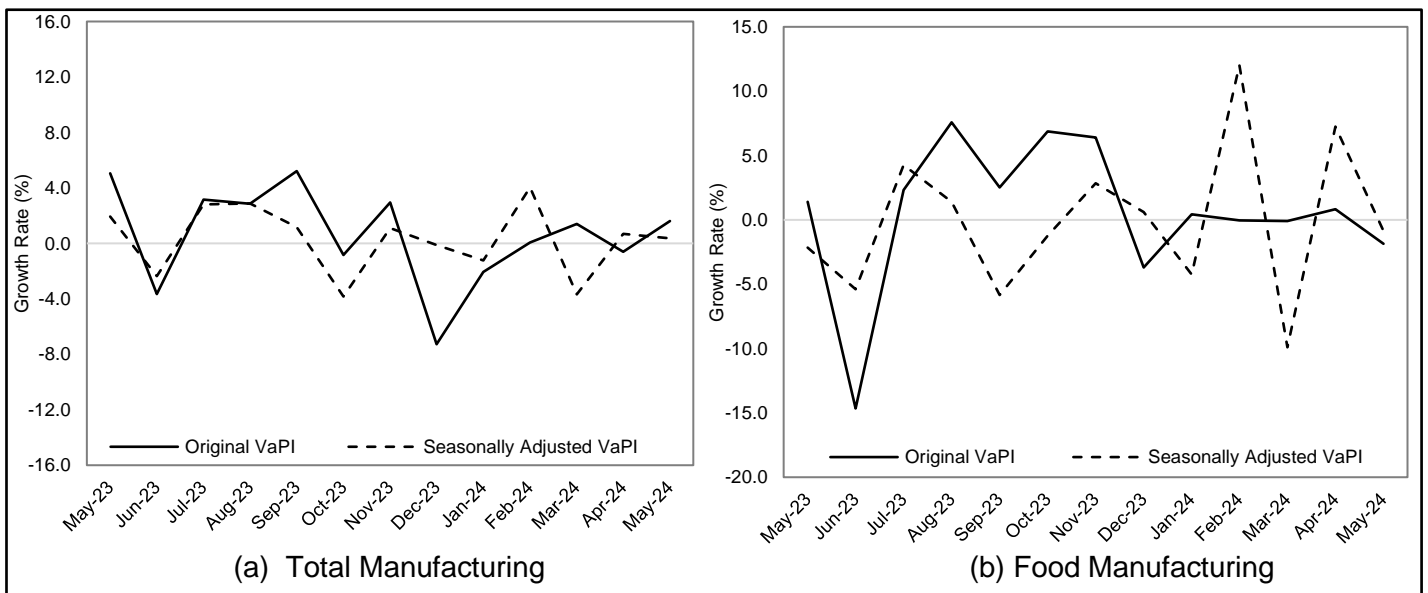 16.0
12.0
8.0
4.0
0.0
-4.0
-8.0
-12.0
-16.0
Growth Rate (%)
Original VaPI
Seasonally Adjusted VaPI
May-23
Jun-23
Jul-23
Aug-23
Sep-23
Oct-23
Nov-23
Dec-23
Jan-24
Feb-24
Mar-24
Apr-24
May-24
(a) Total Manufacturing
15.0
10.0
5.0
0.0
-5.0
-10.0
-15.0
-20.0
Growth Rate (%)
Original VaPI
Seasonally Adjusted VaPI
May-23
Jun-23
Jul-23
Aug-23
Sep-23
Oct-23
Nov-23
Dec-23
Jan-24
Feb-24
Mar-24
Apr-24
May-24
(b) Food Manufacturing